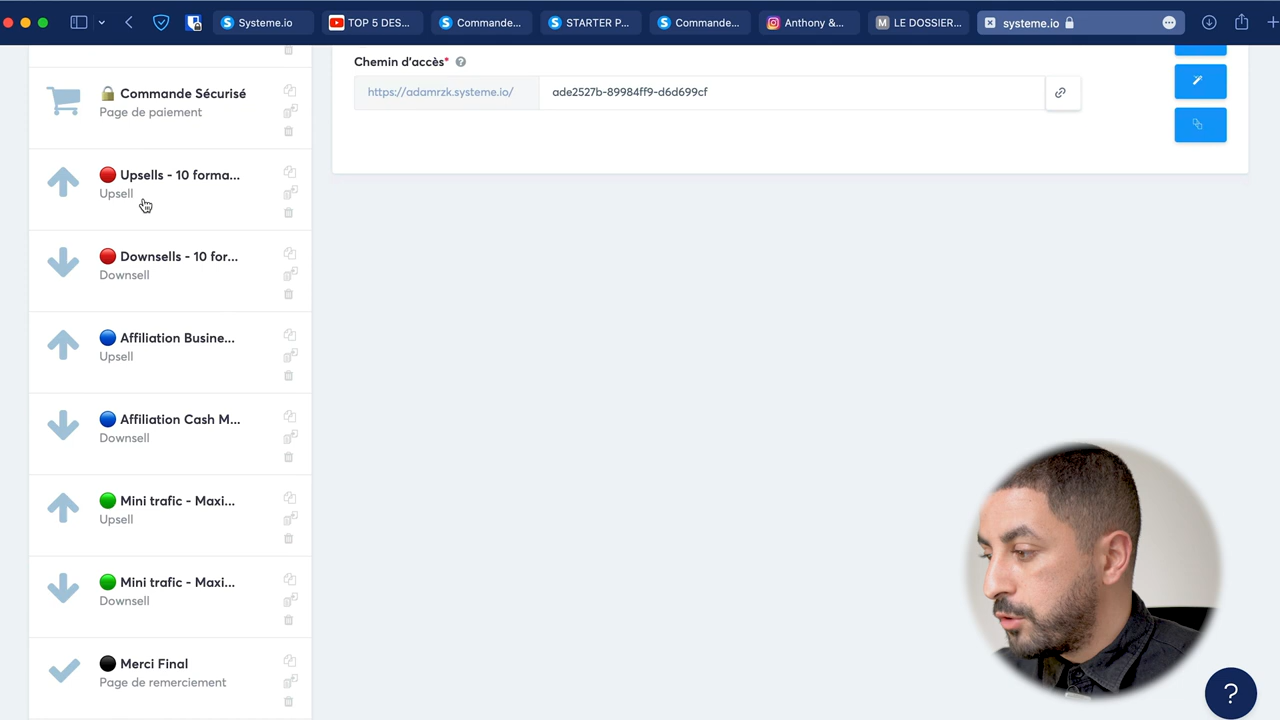 Systeme.io
TOP 5 DES...
Commande...
STARTER P...
Commande...
Anthony &...
M LE DOSSIER...
systeme.io
Chemin d'accès*
https://adamrzk.systeme.io/
ade2527b-89984ff9-d6d699cf
Commande Sécurisé
Page de paiement
Upsells - 10 forma...
Upsell
Downsells - 10 for...
Downsell
Affiliation Busine...
Upsell
Affiliation Cash M...
Downsell
Mini trafic - Maxi...
Upsell
Mini trafic - Maxi...
Downsell
Merci Final
Page de remerciement
?